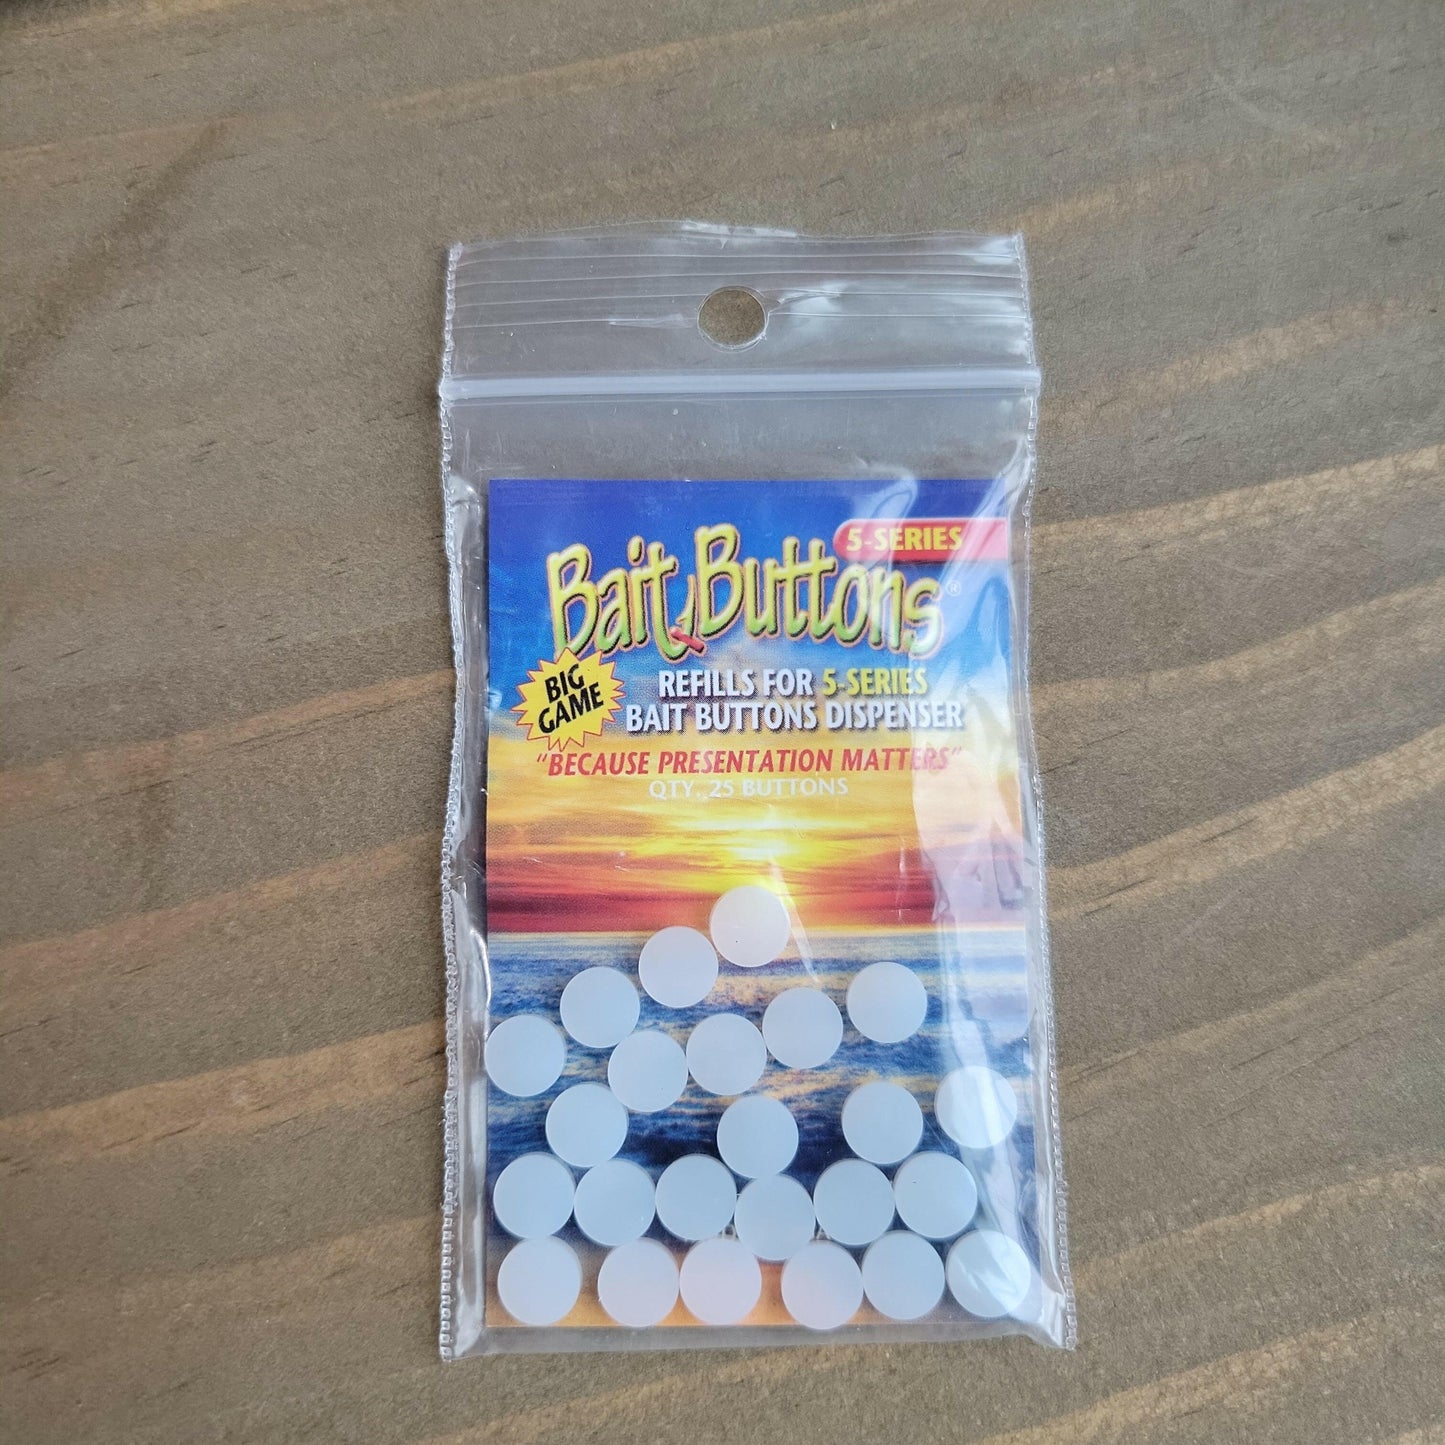 5-SERIES
Bait Buttons®
BIG
GAME
REFILLS FOR 5-SERIES
BAIT BUTTONS DISPENSER
"BECAUSE PRESENTATION MATTERS"
QTY. 25 BUTTONS